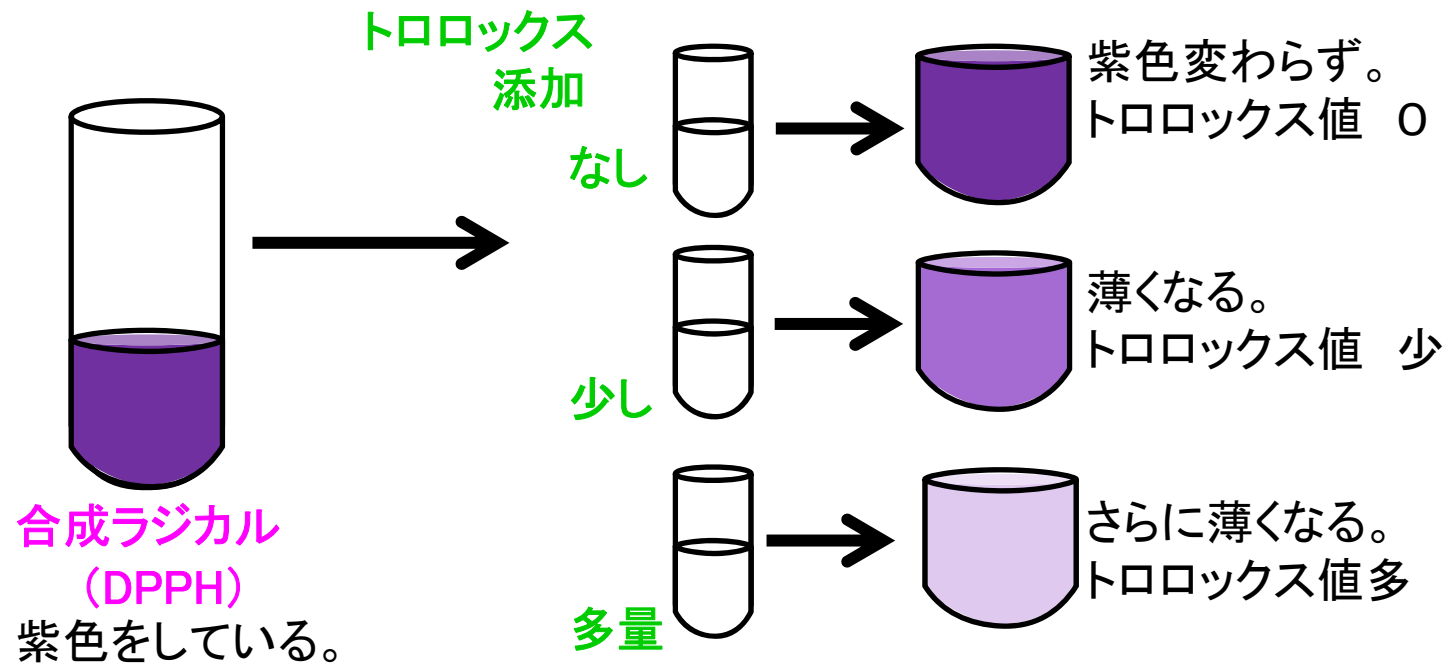 トロロックス
添加
なし
紫色変わらず。
トロロックス値　0
少し
薄くなる。
トロロックス値　少
多量
さらに薄くなる。
トロロックス値多
合成ラジカル
（DPPH）
紫色をしている。